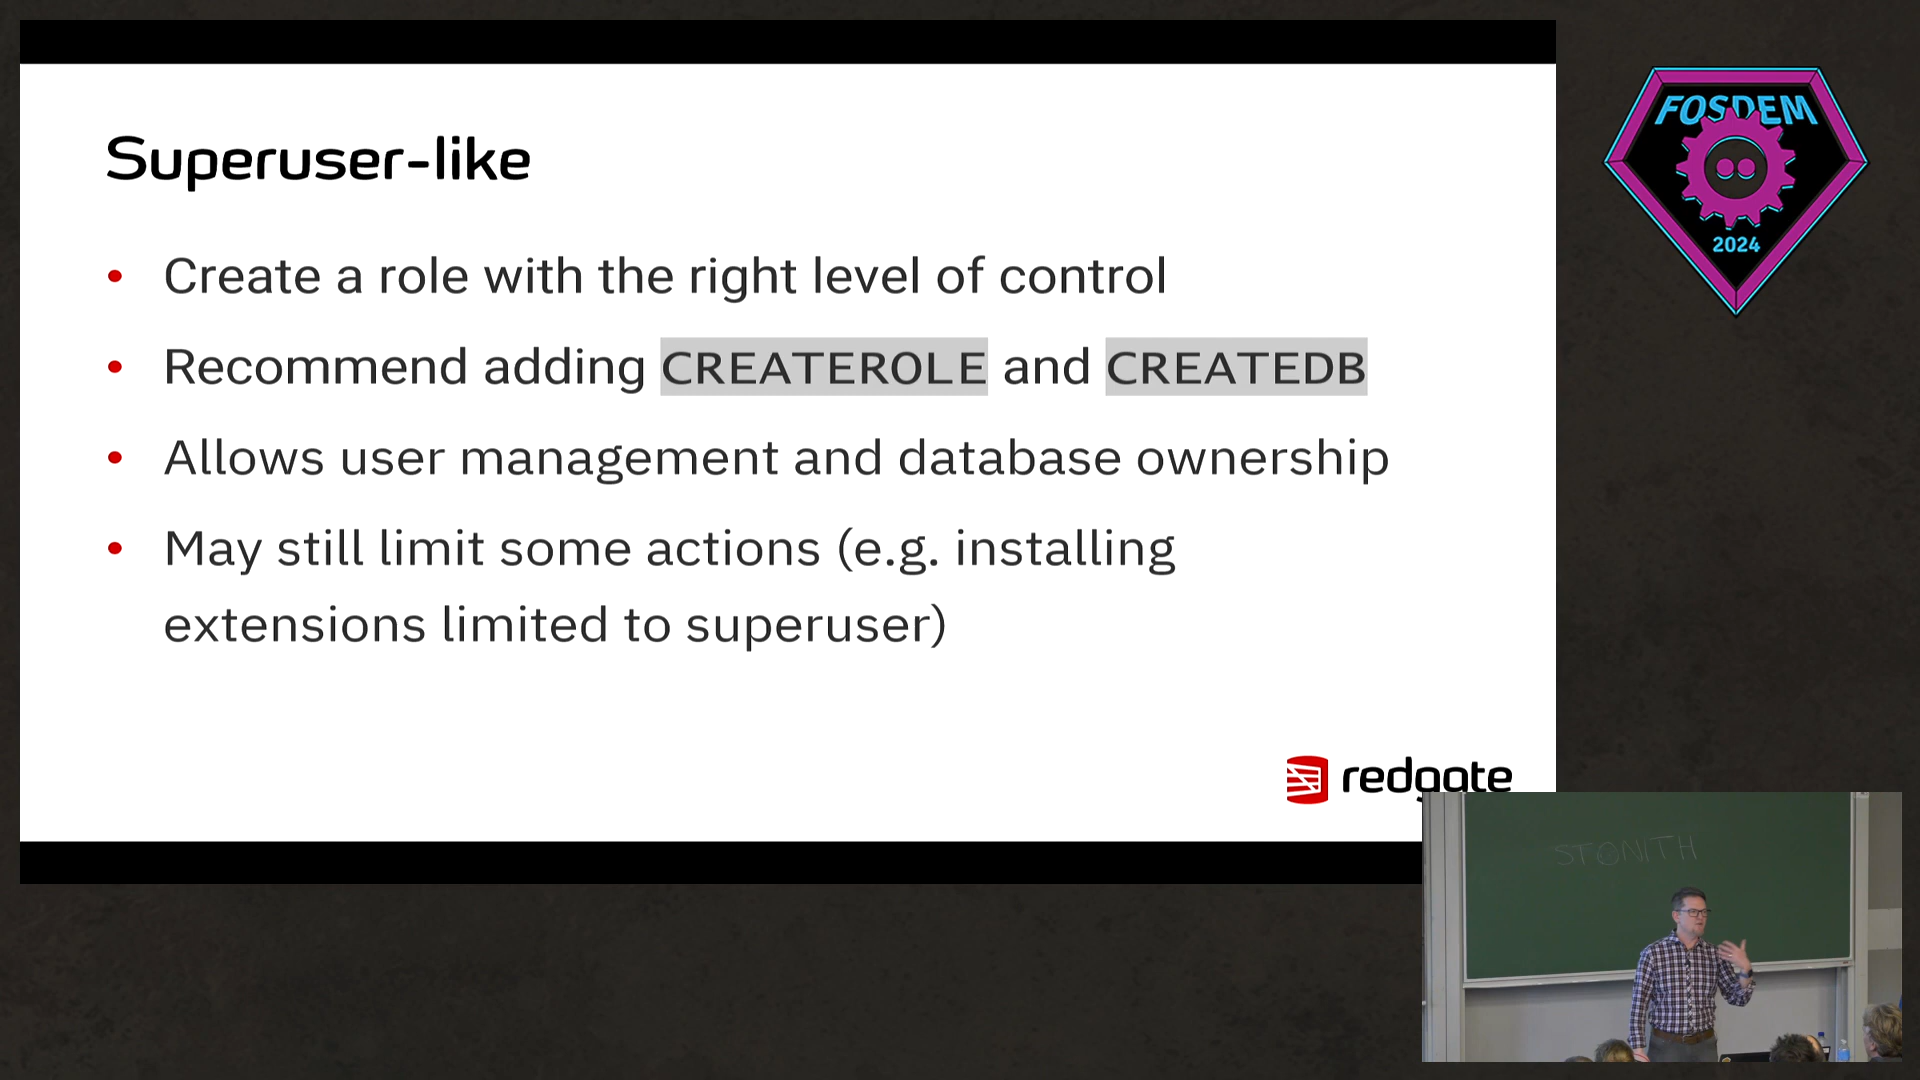 Superuser-like
• Create a role with the right level of control
• Recommend adding CREATEROLE and CREATEDB
• Allows user management and database ownership
• May still limit some actions (e.g. installing
extensions limited to superuser)
redgate
FOSDEM
2024
STONITH